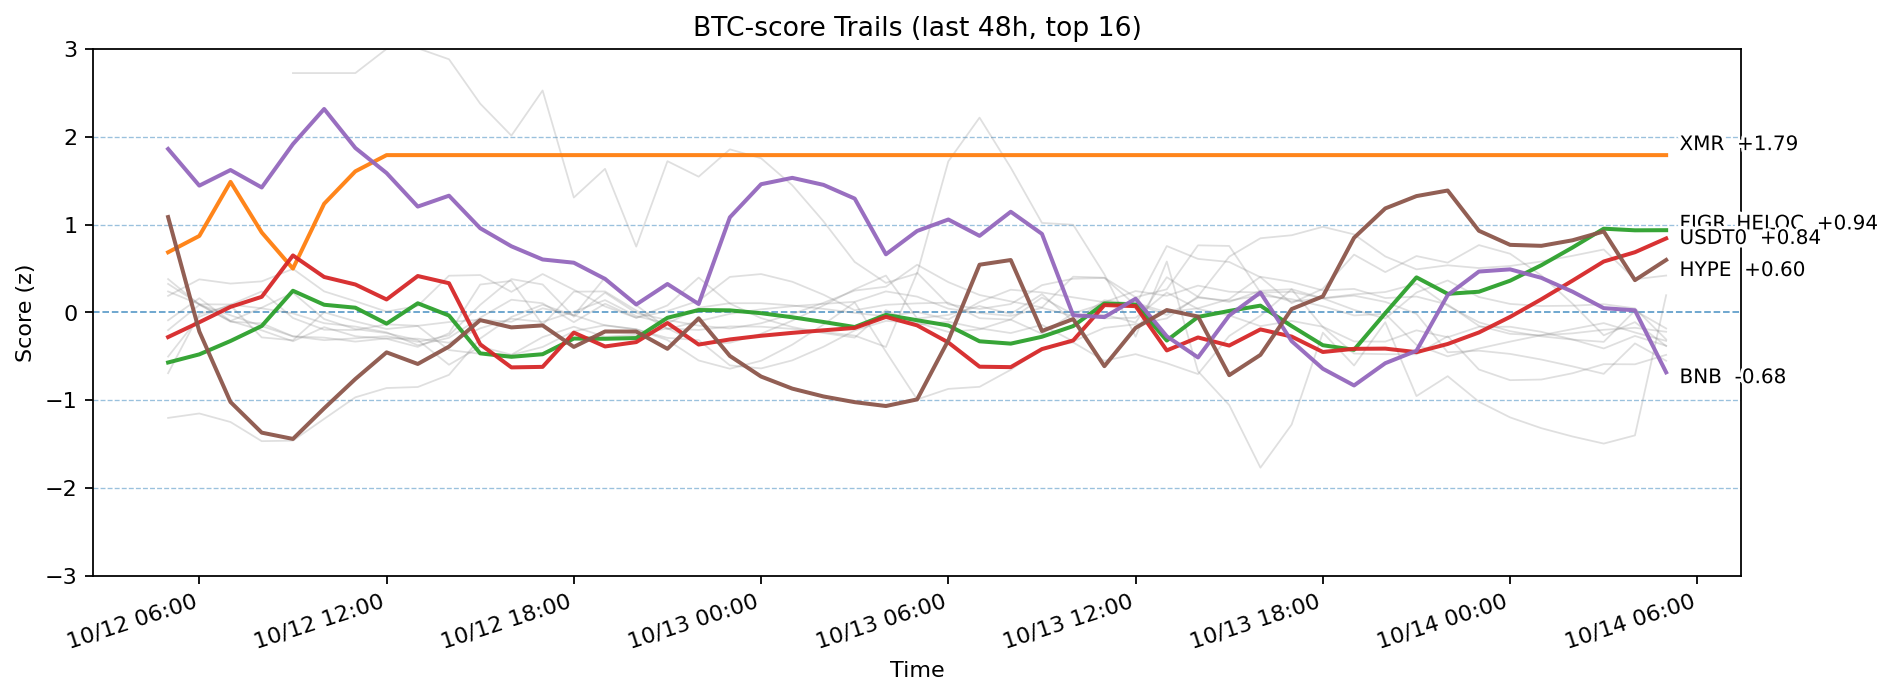 BTC-score Trails (last 48h, top 16)
Score (z)
3
2
1
0
−1
−2
−3
XMR +1.79
FIGR_HELOC +0.94
USDT0 +0.84
HYPE +0.60
BNB -0.68
10/12 06:00
10/12 12:00
10/12 18:00
10/13 00:00
10/13 06:00
10/13 12:00
10/13 18:00
10/14 00:00
10/14 06:00
Time